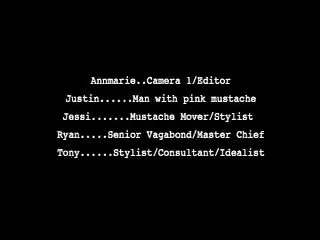 Annmarie..Camera 1/Editor
Justin......Man with pink mustache
Jessi.......Mustache Mover/Stylist
Ryan.....Senior Vagabond/Master Chief
Tony......Stylist/Consultant/Idealist